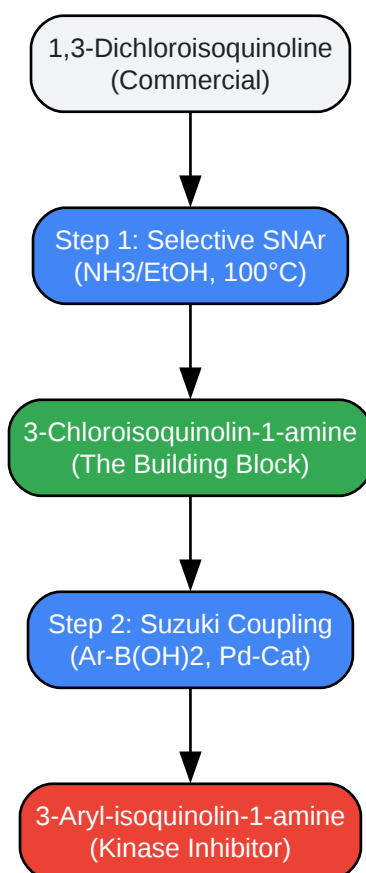 1,3-Dichloroisoquinoline
(Commercial)
Step 1: Selective SNAr
(NH3/EtOH, 100°C)
3-Chloroisoquinolin-1-amine
(The Building Block)
Step 2: Suzuki Coupling
(Ar-B(OH)2, Pd-Cat)
3-Aryl-isoquinolin-1-amine
(Kinase Inhibitor)